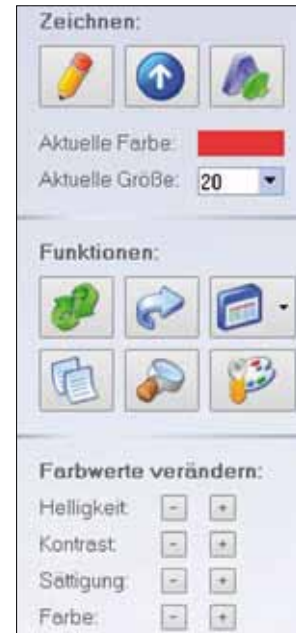 Zeichnen:
Aktuelle Farbe:
Aktuelle Größe: 20
Funktionen:
Farbwerte verändern:
Helligkeit: - +
Kontrast: - +
Sättigung: - +
Farbe: - +